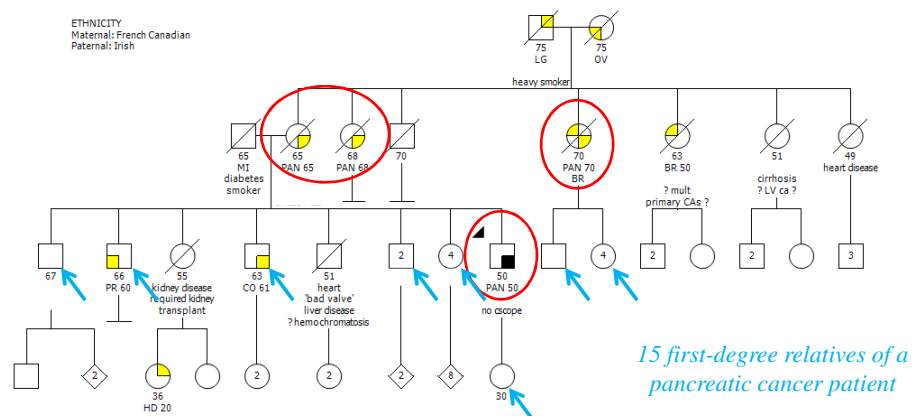 ETHNICITY
Maternal: French Canadian
Paternal: Irish
75
LG
75
OV
heavy smoker
65
MI
diabetes
smoker
65
PAN 65
68
PAN 68
70
70
PAN 70
BR
63
BR 50
? mult
primary CAs ?
51
cirrhosis
? LV ca ?
49
heart disease
67
66
PR 60
55
kidney disease
required kidney
transplant
63
CO 61
51
heart
'bad valve'
liver disease
? hemochromatosis
2
4
50
PAN 50
no cscope
4
2
2
3
2
36
HD 20
2
2
2
8
30
15 first-degree relatives of a
pancreatic cancer patient